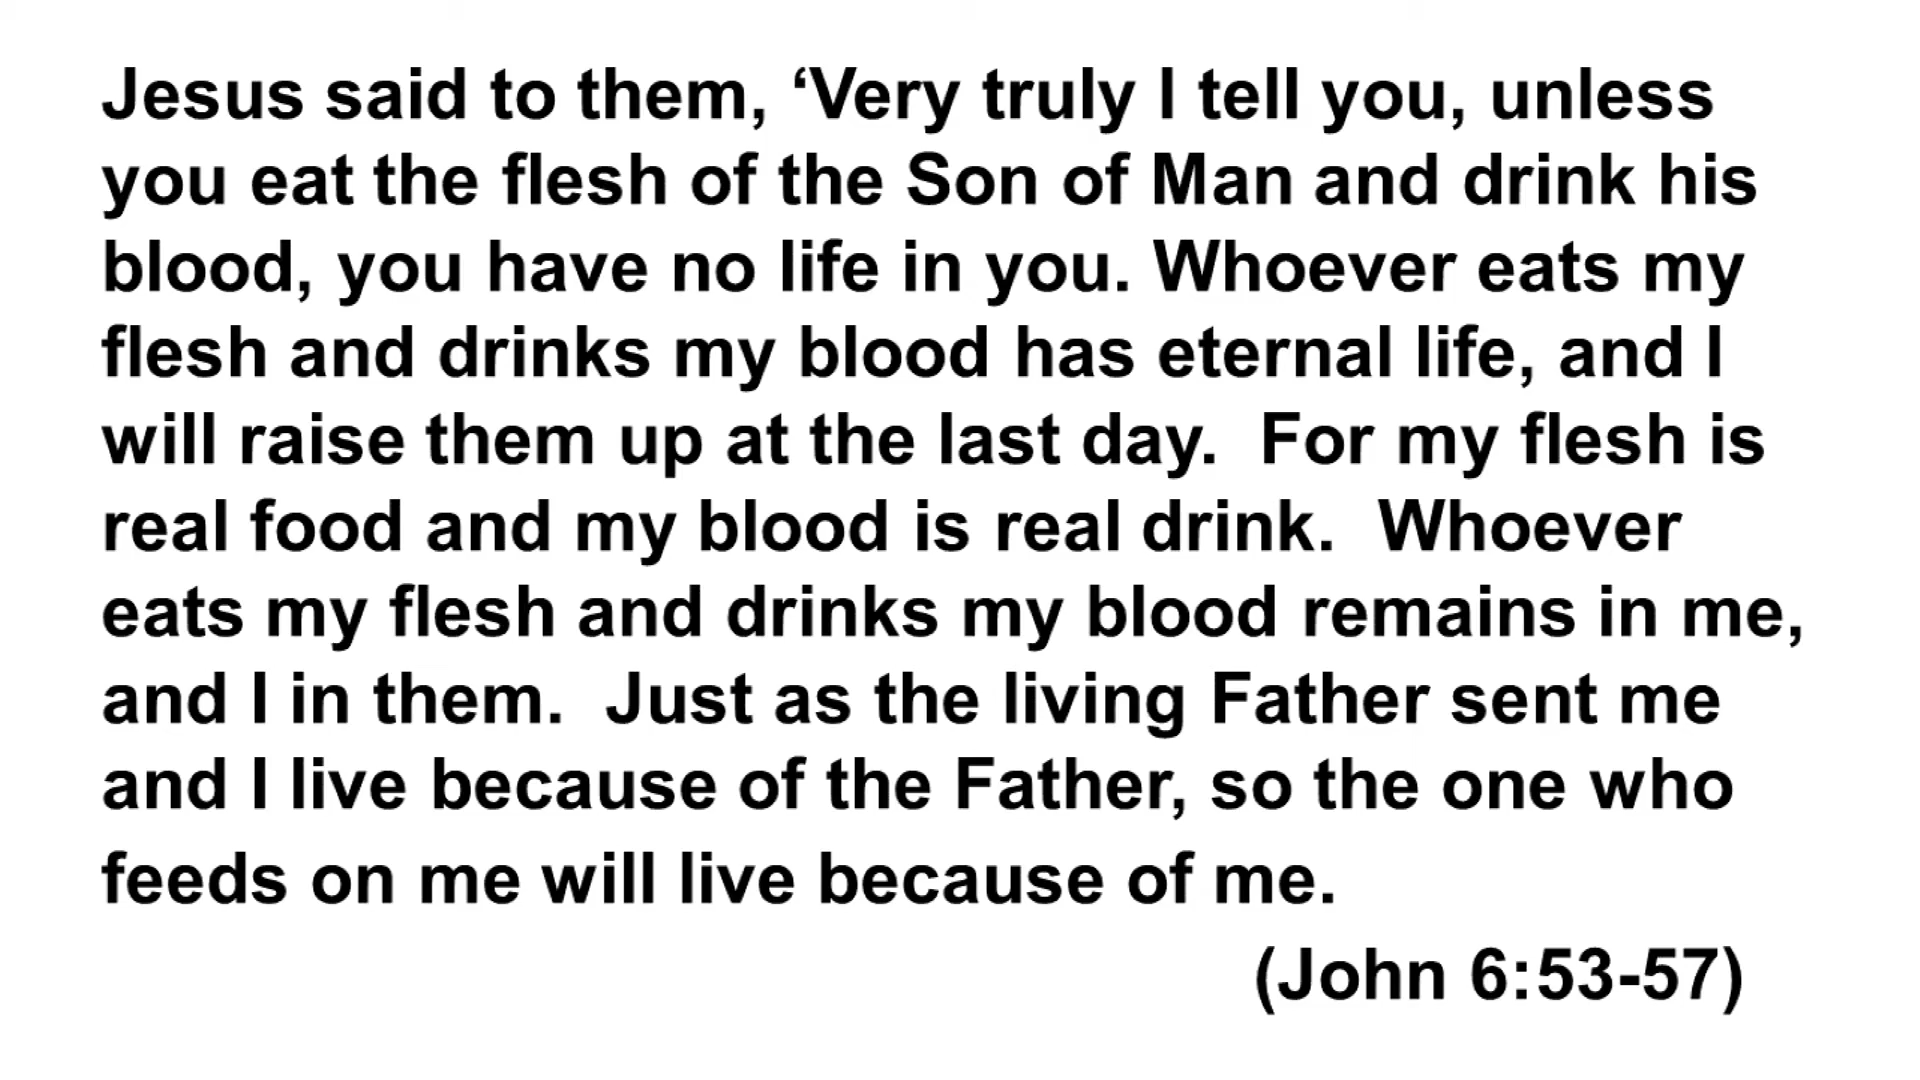 Jesus said to them, ‘Very truly I tell you, unless
you eat the flesh of the Son of Man and drink his
blood, you have no life in you. Whoever eats my
flesh and drinks my blood has eternal life, and I
will raise them up at the last day.  For my flesh is
real food and my blood is real drink.  Whoever
eats my flesh and drinks my blood remains in me,
and I in them.  Just as the living Father sent me
and I live because of the Father, so the one who
feeds on me will live because of me.
(John 6:53-57)